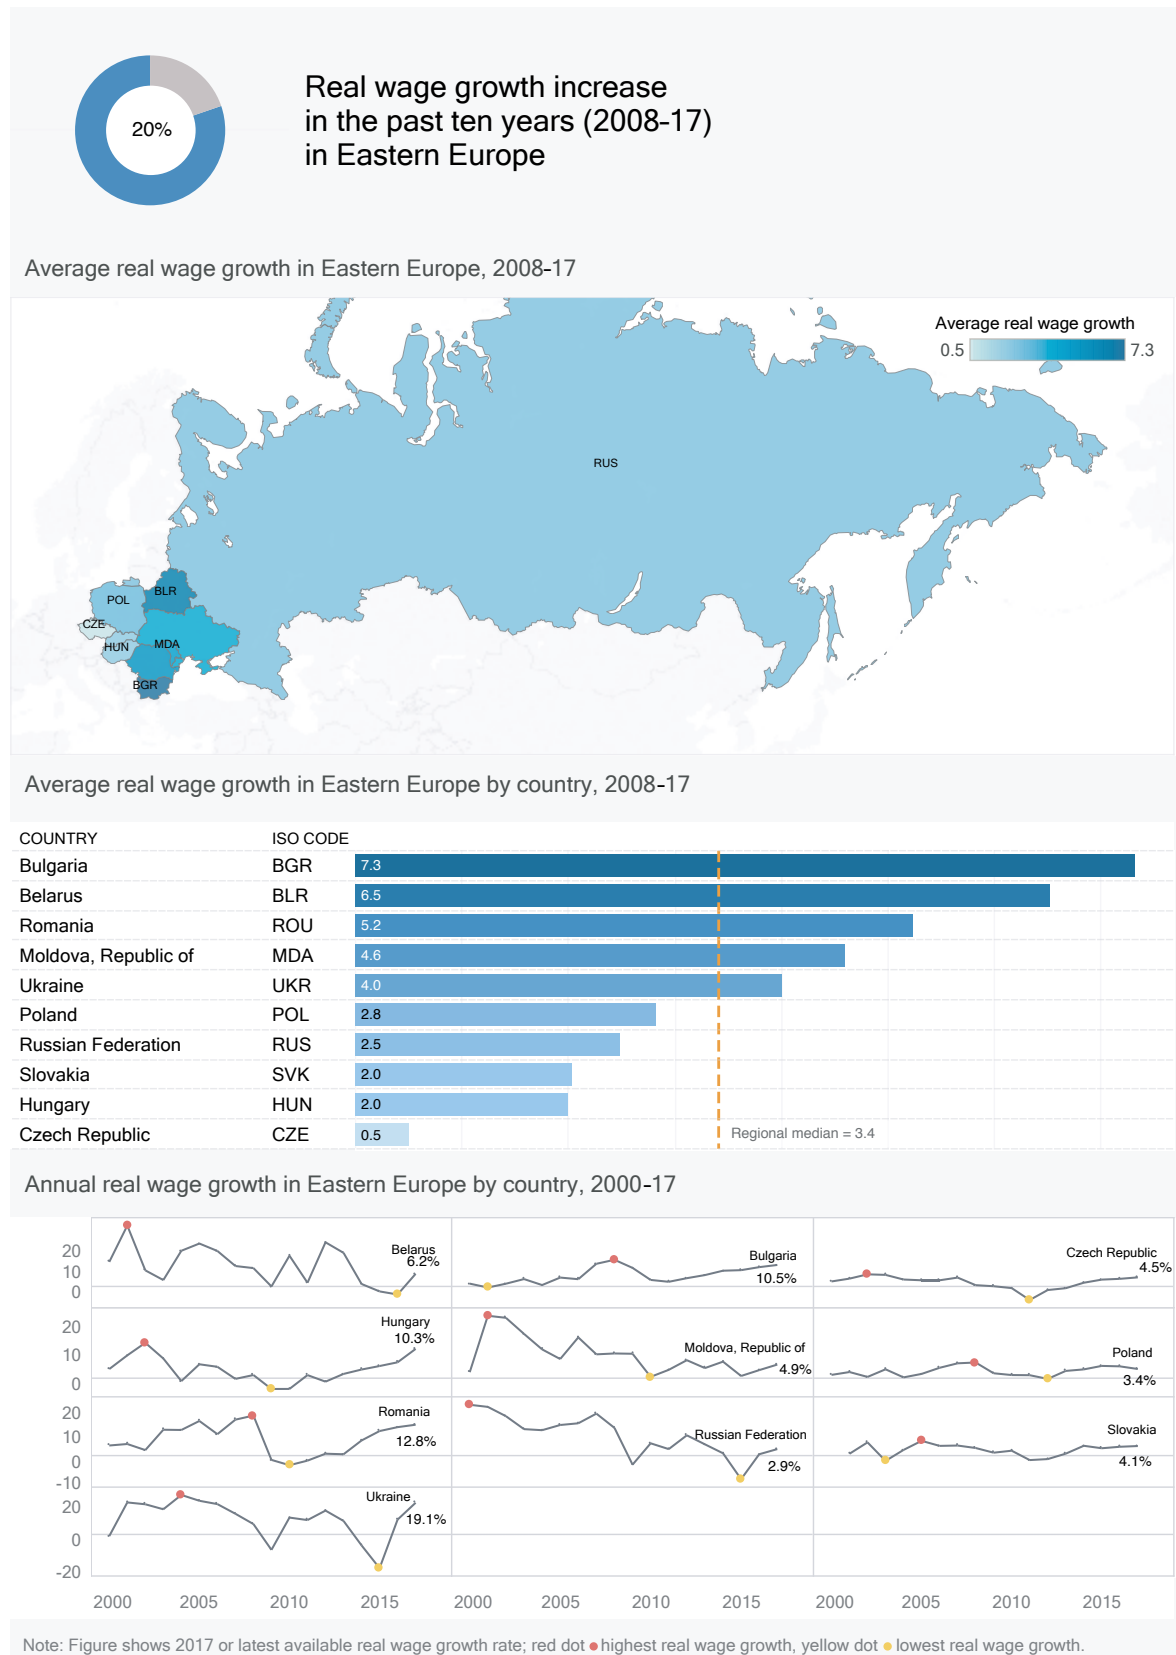 20%
Real wage growth increase
in the past ten years (2008-17)
in Eastern Europe
Average real wage growth in Eastern Europe, 2008-17
Average real wage growth
0.5 7.3
RUS
POL
BLR
CZE
HUN
MDA
BGR
Average real wage growth in Eastern Europe by country, 2008-17
COUNTRY ISO CODE
Bulgaria BGR 7.3
Belarus BLR 6.5
Romania ROU 5.2
Moldova, Republic of MDA 4.6
Ukraine UKR 4.0
Poland POL 2.8
Russian Federation RUS 2.5
Slovakia SVK 2.0
Hungary HUN 2.0
Czech Republic CZE 0.5
Regional median = 3.4
Annual real wage growth in Eastern Europe by country, 2000-17
20
10
0
Belarus
6.2%
Bulgaria
10.5%
Czech Republic
4.5%
20
10
0
Hungary
10.3%
Moldova, Republic of
4.9%
Poland
3.4%
20
10
0
-10
Romania
12.8%
Russian Federation
2.9%
Slovakia
4.1%
20
0
-20
Ukraine
19.1%
2000 2005 2010 2015 2000 2005 2010 2015 2000 2005 2010 2015
Note: Figure shows 2017 or latest available real wage growth rate; red dot highest real wage growth, yellow dot lowest real wage growth.